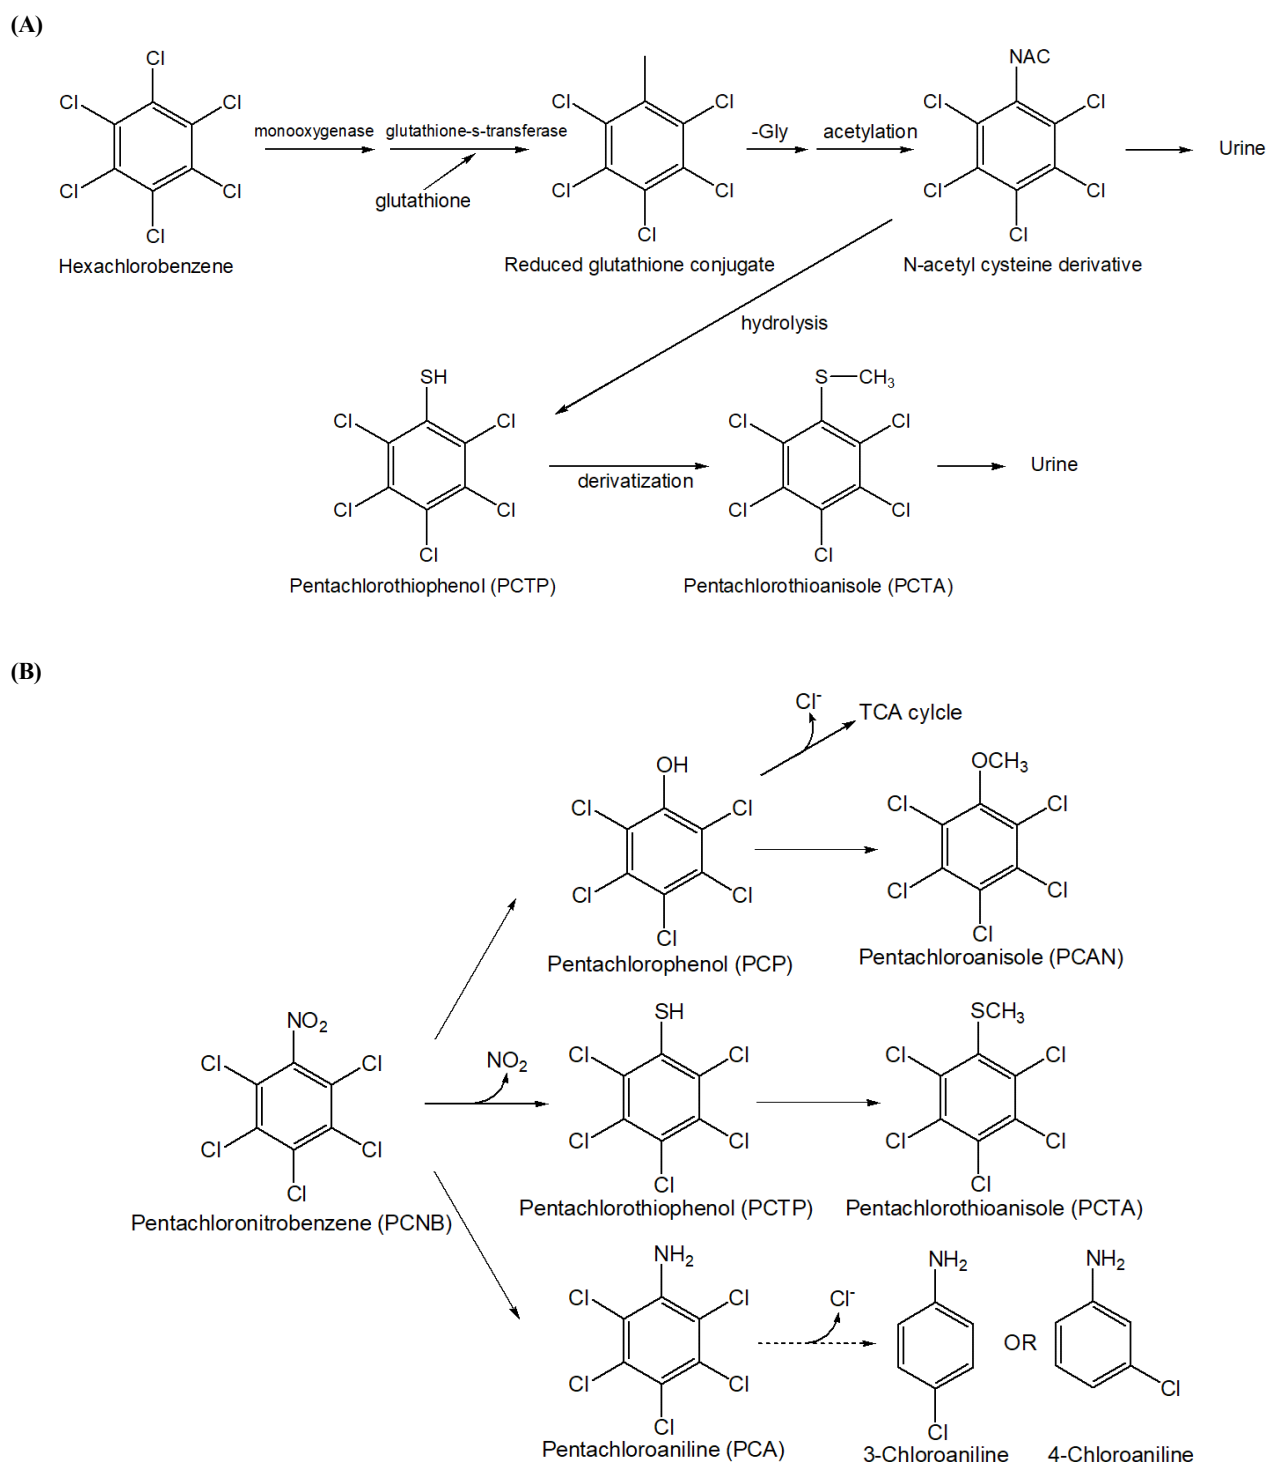 (A)
Cl
Cl
Cl
Cl
Cl
Cl
Hexachlorobenzene
monooxygenase
glutathione-s-transferase
glutathione
Cl
Cl
Cl
Cl
Cl
Reduced glutathione conjugate
-Gly
acetylation
NAC
Cl
Cl
Cl
Cl
Cl
N-acetyl cysteine derivative
Urine
hydrolysis
SH
Cl
Cl
Cl
Cl
Cl
Pentachlorothiophenol (PCTP)
derivatization
S—CH₃
Cl
Cl
Cl
Cl
Cl
Pentachlorothioanisole (PCTA)
Urine
(B)
NO₂
Cl
Cl
Cl
Cl
Cl
Pentachloronitrobenzene (PCNB)
OH
Cl
Cl
Cl
Cl
Cl
Pentachlorophenol (PCP)
Cl⁻
TCA cylcle
OCH₃
Cl
Cl
Cl
Cl
Cl
Pentachloroanisole (PCAN)
NO₂
SH
Cl
Cl
Cl
Cl
Cl
Pentachlorothiophenol (PCTP)
SCH₃
Cl
Cl
Cl
Cl
Cl
Pentachlorothioanisole (PCTA)
NH₂
Cl
Cl
Cl
Cl
Cl
Pentachloroaniline (PCA)
Cl⁻
NH₂
Cl
3-Chloroaniline
OR
NH₂
Cl
4-Chloroaniline